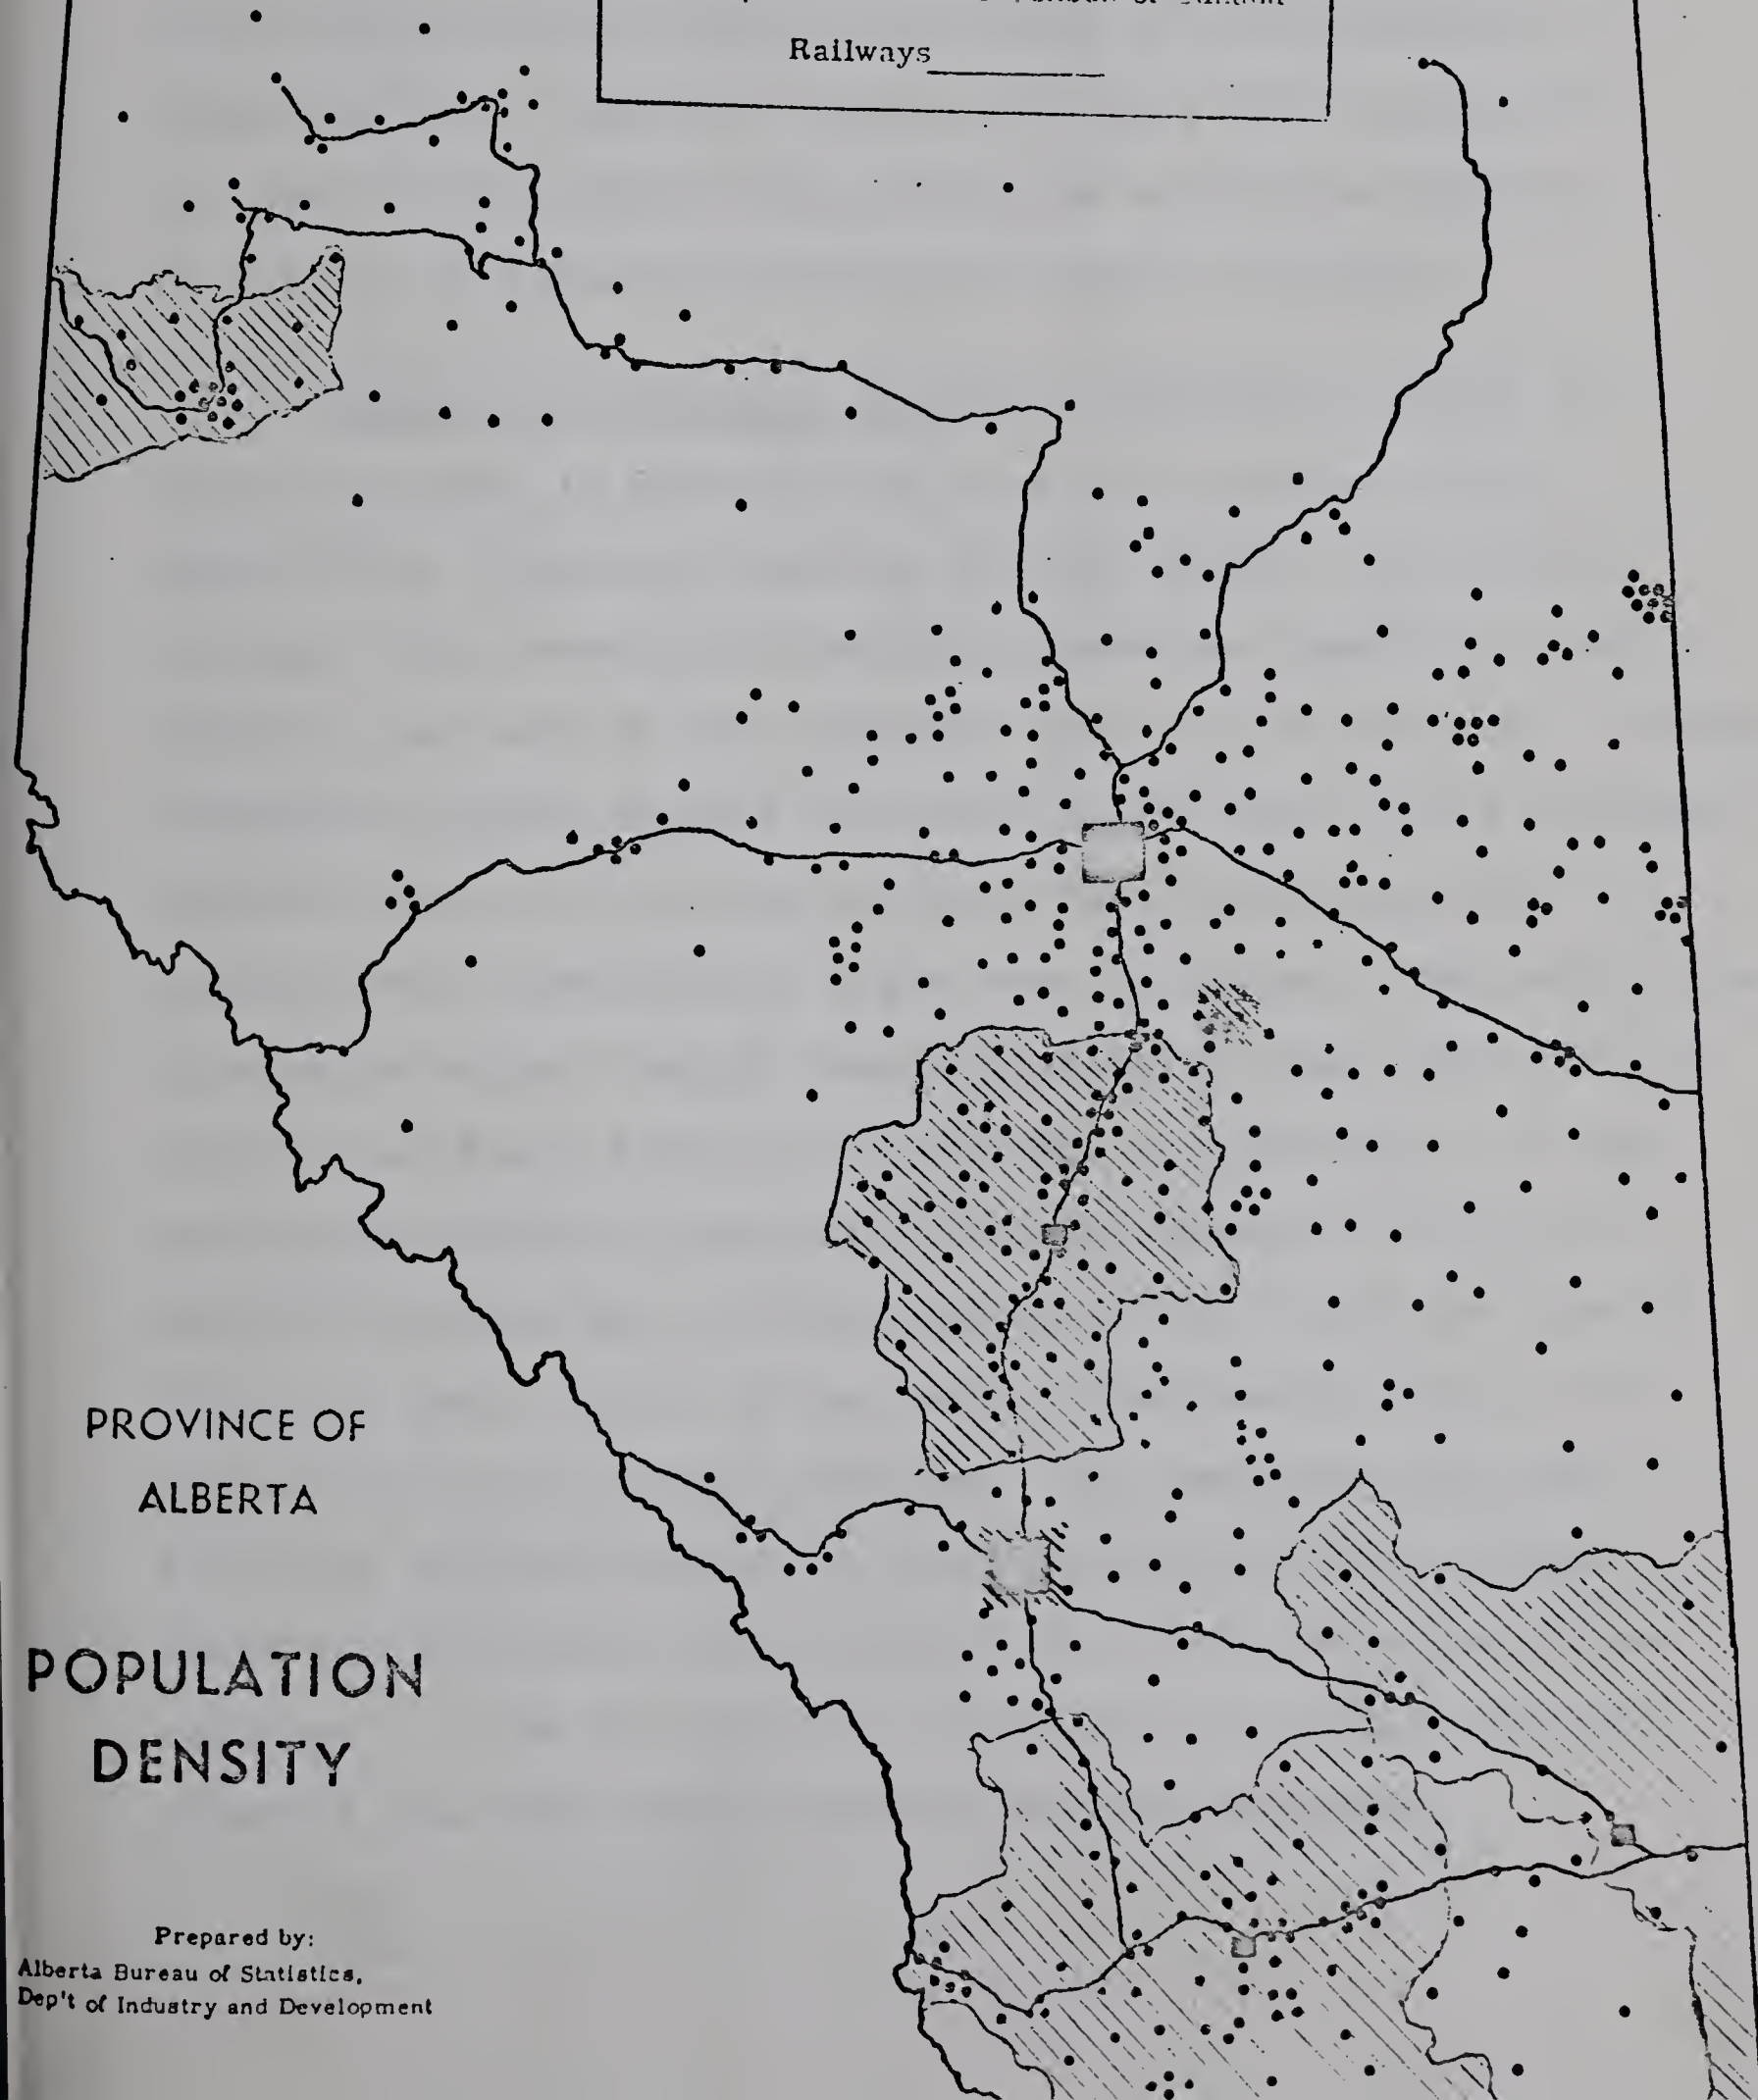 Railways
PROVINCE OF
ALBERTA
POPULATION
DENSITY
Prepared by:
Alberta Bureau of Statistics,
Dep't of Industry and Development